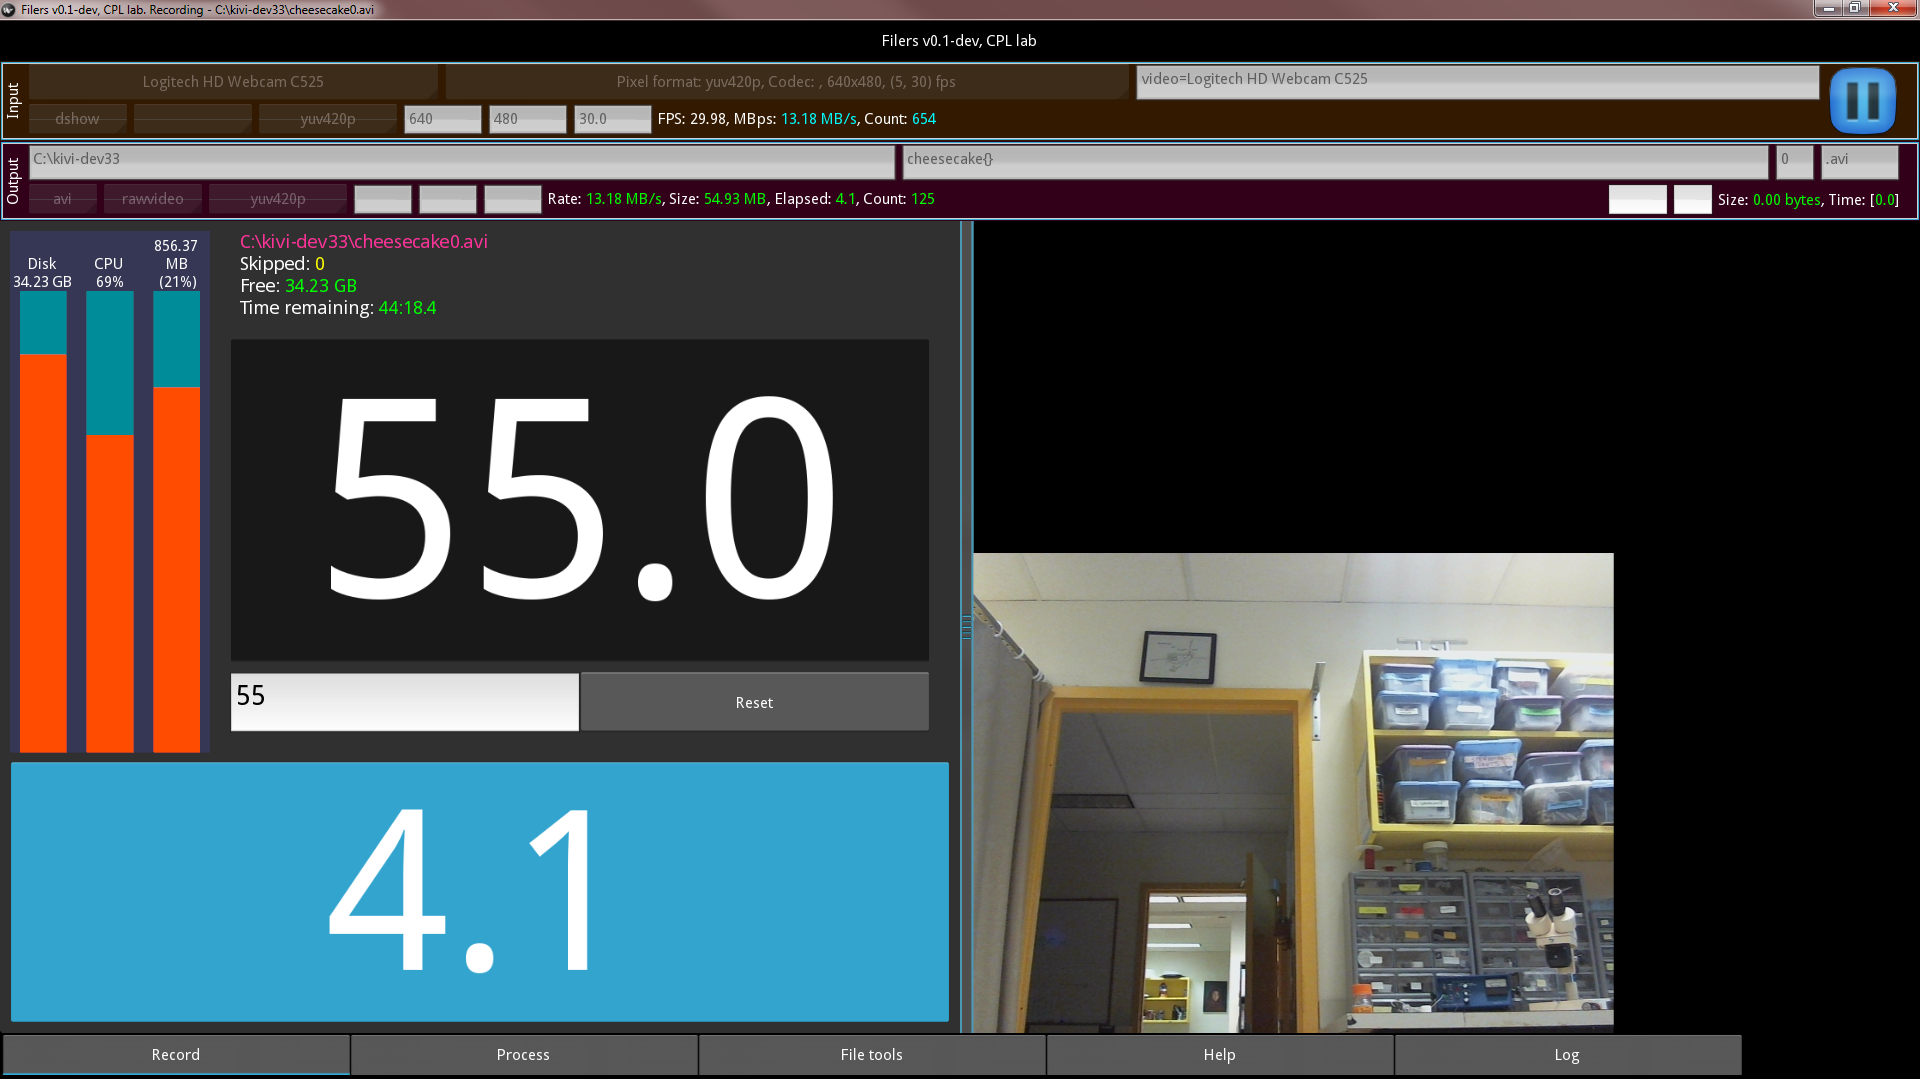 Filers v0.1-dev, CPL lab. Recording - C:\kivi-dev33\cheesecake0.avi
Filers v0.1-dev, CPL lab
Input
Logitech HD Webcam C525
Pixel format: yuv420p, Codec: , 640x480, (5, 30) fps
video=Logitech HD Webcam C525
dshow
yuv420p
640
480
30.0
FPS: 29.98, MBps: 13.18 MB/s, Count: 654
Output
C:\kivi-dev33
cheesecake{}
0
.avi
avi
rawvideo
yuv420p
Rate: 13.18 MB/s, Size: 54.93 MB, Elapsed: 4.1, Count: 125
Size: 0.00 bytes, Time: [0.0]
Disk
34.23 GB
CPU
69%
856.37
MB
(21%)
C:\kivi-dev33\cheesecake0.avi
Skipped: 0
Free: 34.23 GB
Time remaining: 44:18.4
55.0
55
Reset
4.1
Record
Process
File tools
Help
Log